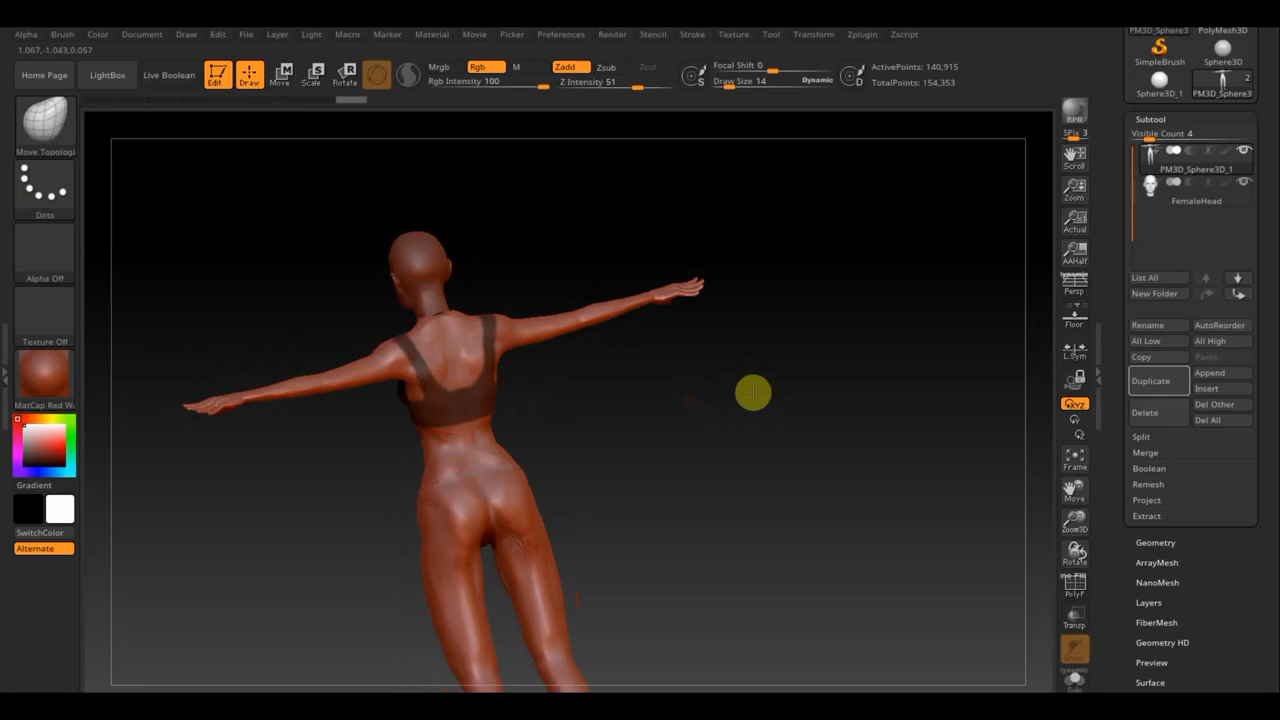 PM3D_Sphere3 PolyMesh3D
Alpha Brush Color Document Draw Edit File Layer Light Macro Marker Material Movie Picker Preferences Render Stencil Stroke Texture Tool Transform Zplugin Zscript
1.067,-1.043,0.057
SimpleBrush Sphere3D
Home Page LightBox Live Boolean Edit Draw Move Scale Rotate
Mrgb Rgb M Zadd Zsub Zcut
Rgb Intensity 100 Z Intensity 51
S Focal Shift 0
Draw Size 14 Dynamic D
ActivePoints: 140,915
TotalPoints: 154,353
2
Sphere3D_1 PM3D_Sphere3
Move Topologi
Dots
Alpha Off
Texture Off
MatCap Red Wa
Gradient
SwitchColor
Alternate
BPR
SPix 3
Scroll
Zoom
Actual
AAHalf
Dynamic
Persp
Floor
L.Sym
XYZ
Y
Z
Frame
Move
Zoom3D
Rotate
PolyF
Transp
Ghost
Dynamic
Solo
Subtool
Visible Count 4
PM3D_Sphere3D_1
FemaleHead
List All
New Folder
Rename AutoReorder
All Low All High
Copy Paste
Duplicate Append
Insert
Delete Del Other
Del All
Split
Merge
Boolean
Remesh
Project
Extract
Geometry
ArrayMesh
NanoMesh
Layers
FiberMesh
Geometry HD
Preview
Surface